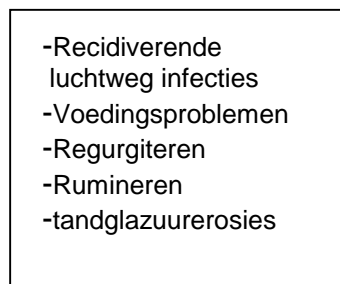 -Recidiverende
luchtweg infecties
-Voedingsproblemen
-Regurgiteren
-Rumineren
-tandglazuurerosies